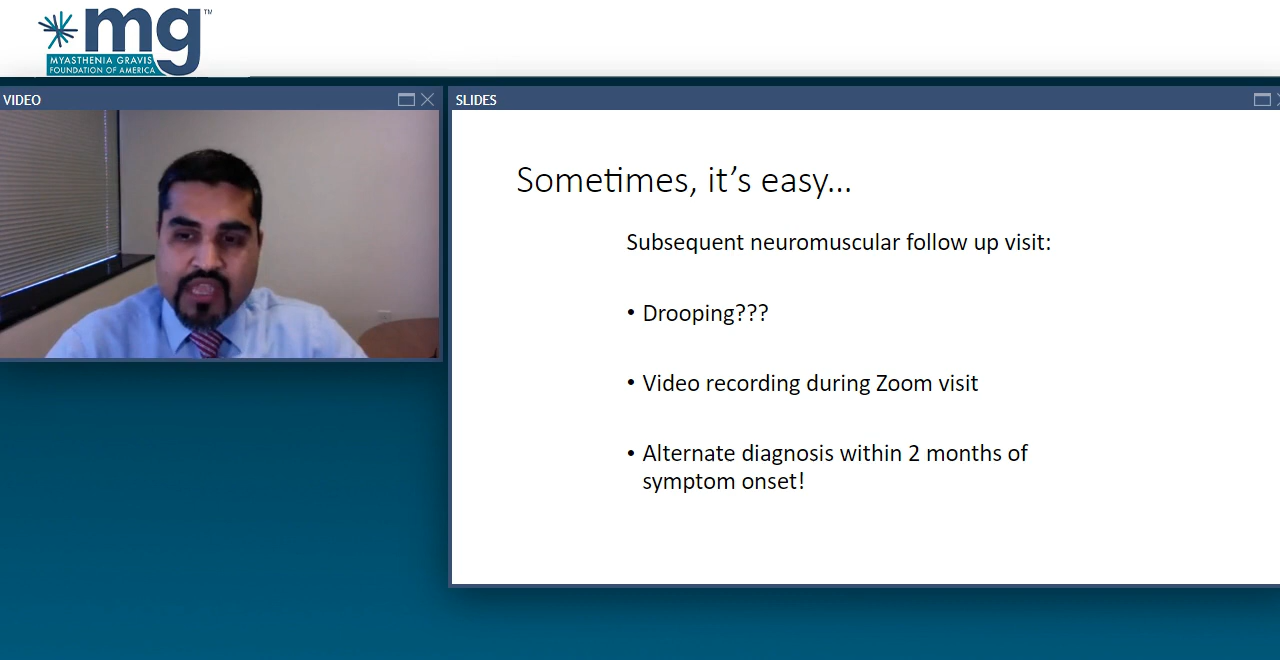 mg™
MYASTHENIA GRAVIS
FOUNDATION OF AMERICA
VIDEO
SLIDES
Sometimes, it’s easy…
Subsequent neuromuscular follow up visit:
• Drooping???
• Video recording during Zoom visit
• Alternate diagnosis within 2 months of
symptom onset!